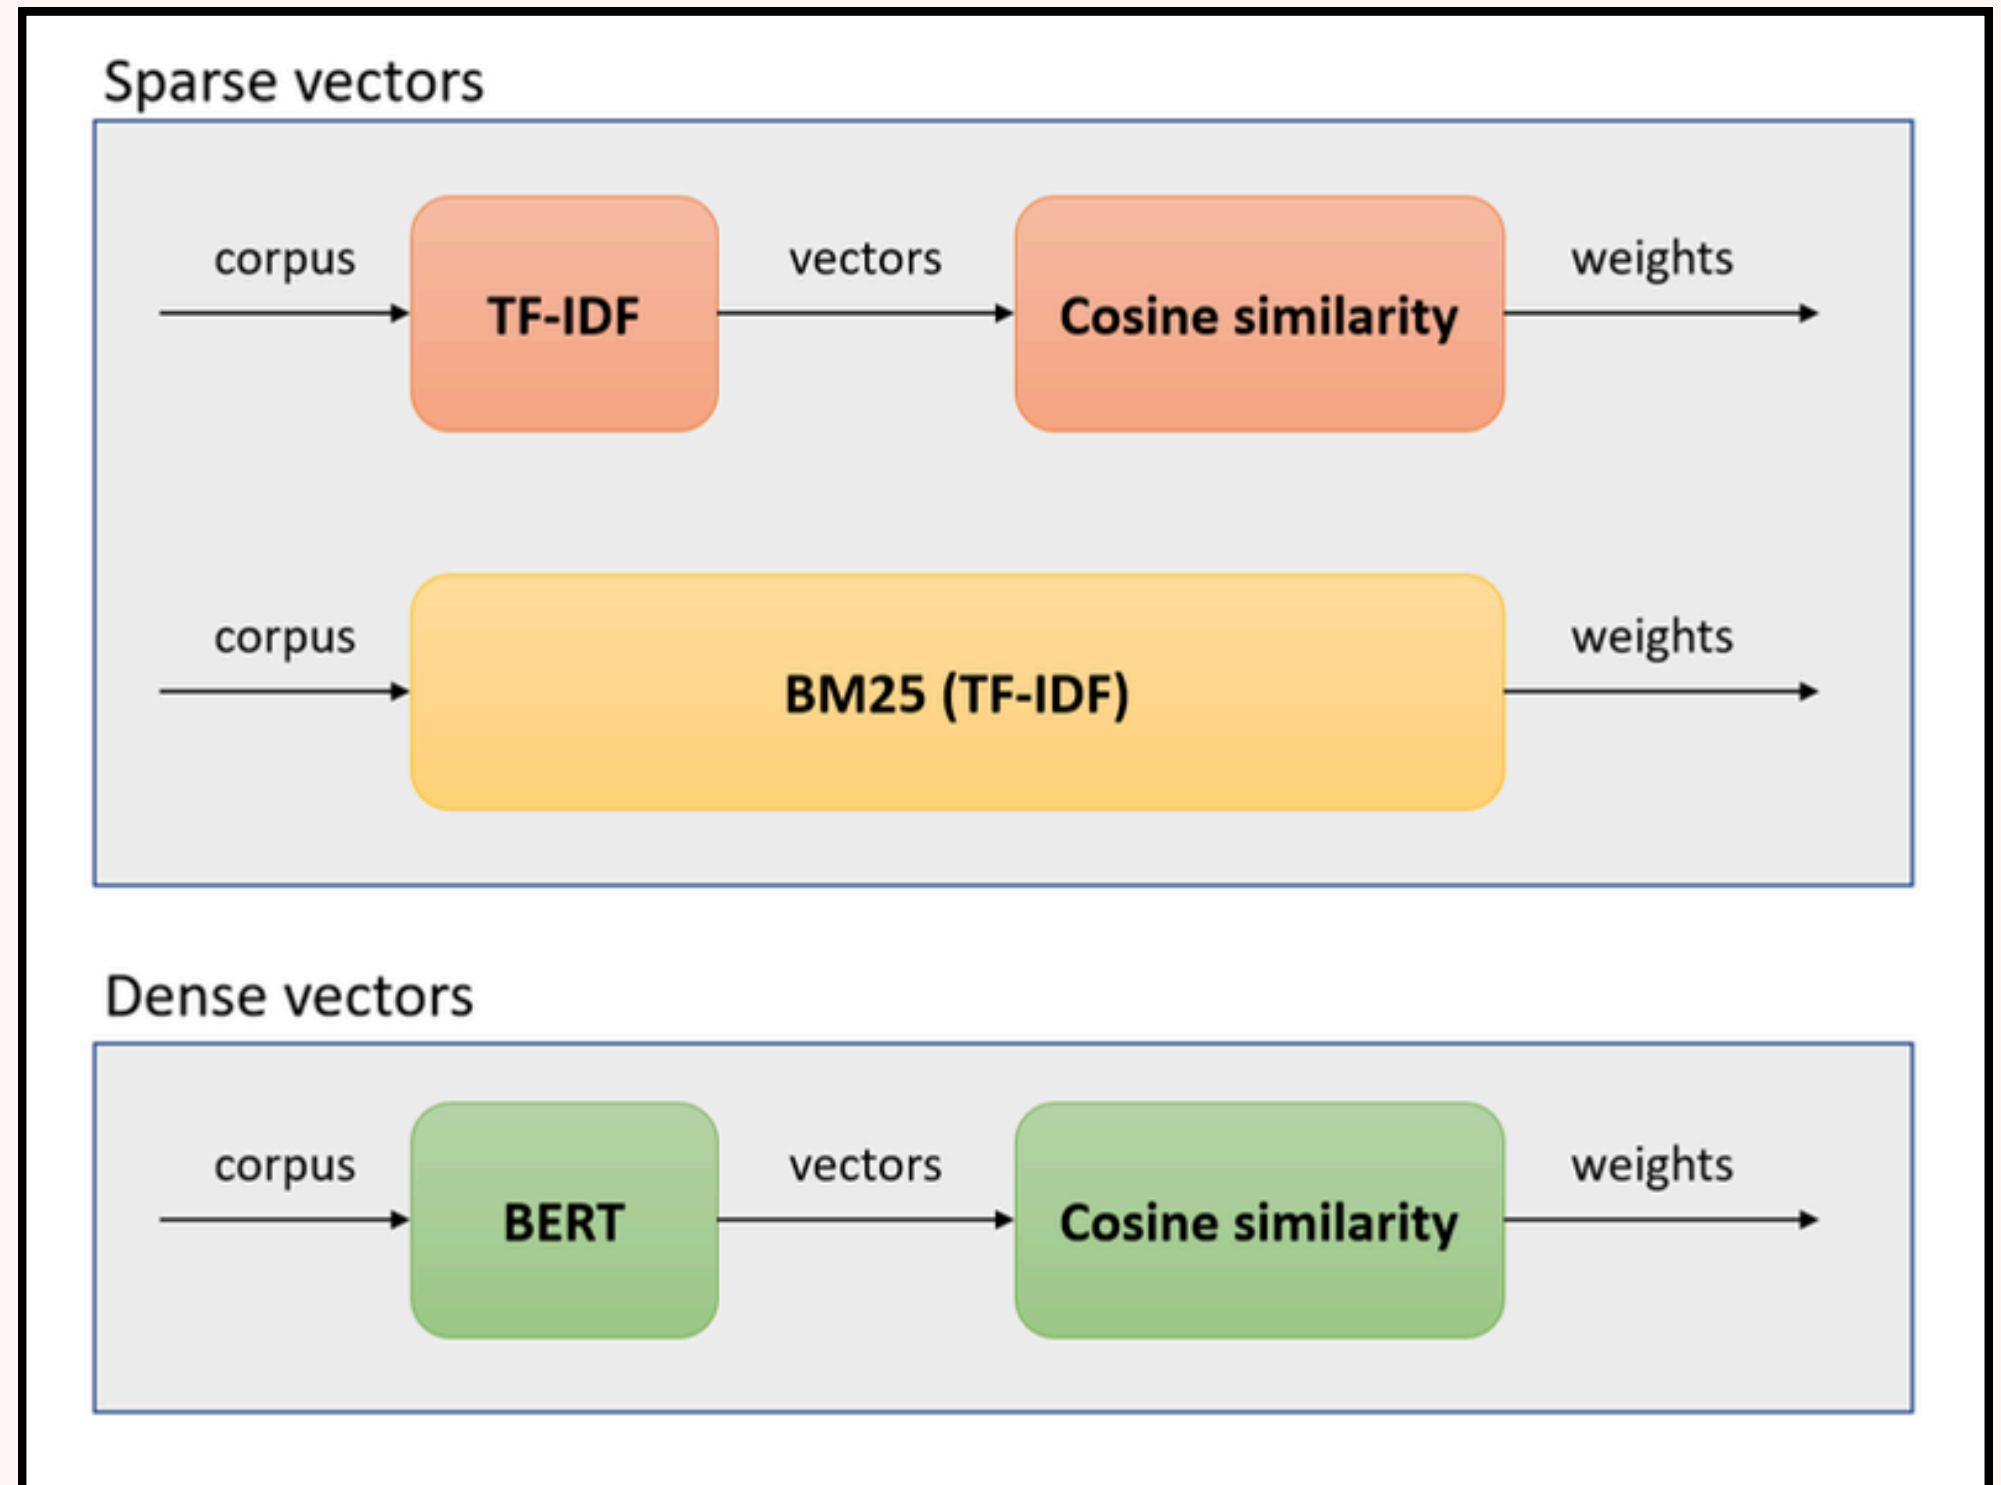 Sparse vectors
corpus
TF-IDF
vectors
Cosine similarity
weights
corpus
BM25 (TF-IDF)
weights
Dense vectors
corpus
BERT
vectors
Cosine similarity
weights